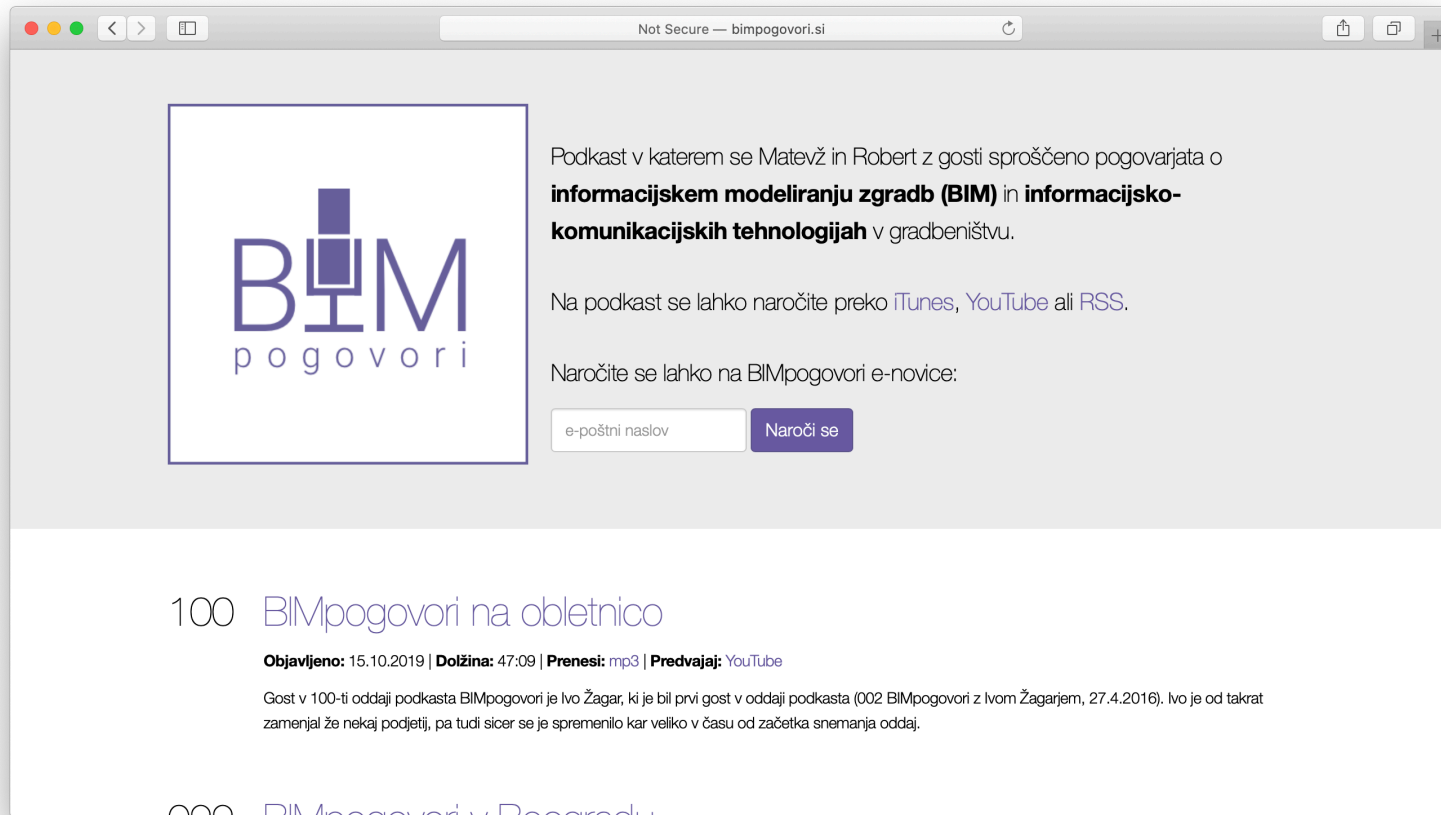 Not Secure — bimpogovori.si
BIM
pogovori
Podkast v katerem se Matevž in Robert z gosti sproščeno pogovarjata o
informacijskem modeliranju zgradb (BIM) in informacijsko-
komunikacijskih tehnologijah v gradbeništvu.
Na podkast se lahko naročite preko iTunes, YouTube ali RSS.
Naročite se lahko na BIMpogovori e-novice:
e-poštni naslov Naroči se
100 BIMpogovori na obletnico
Objavljeno: 15.10.2019 | Dolžina: 47:09 | Prenesi: mp3 | Predvajaj: YouTube
Gost v 100-ti oddaji podkasta BIMpogovori je Ivo Žagar, ki je bil prvi gost v oddaji podkasta (002 BIMpogovori z Ivom Žagarjem, 27.4.2016). Ivo je od takrat
zamenjal že nekaj podjetij, pa tudi sicer se je spremenilo kar veliko v času od začetka snemanja oddaj.
BIMpogovori v Beogradu